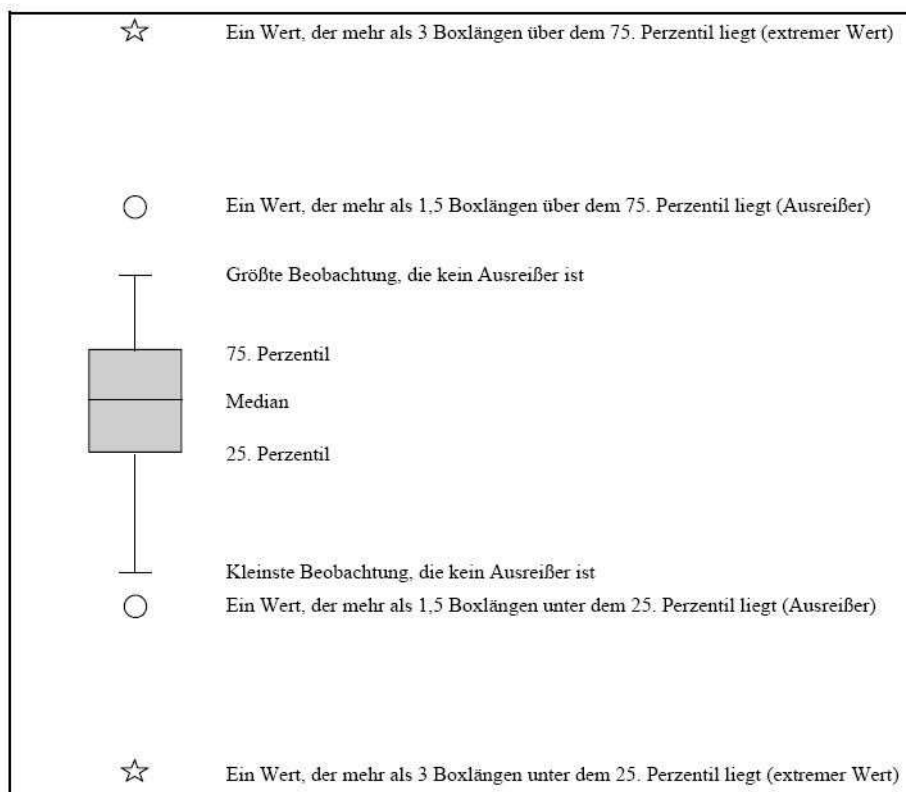 Ein Wert, der mehr als 3 Boxlängen über dem 75. Perzentil liegt (extremer Wert)
Ein Wert, der mehr als 1,5 Boxlängen über dem 75. Perzentil liegt (Ausreißer)
Größte Beobachtung, die kein Ausreißer ist
75. Perzentil
Median
25. Perzentil
Kleinste Beobachtung, die kein Ausreißer ist
Ein Wert, der mehr als 1,5 Boxlängen unter dem 25. Perzentil liegt (Ausreißer)
Ein Wert, der mehr als 3 Boxlängen unter dem 25. Perzentil liegt (extremer Wert)